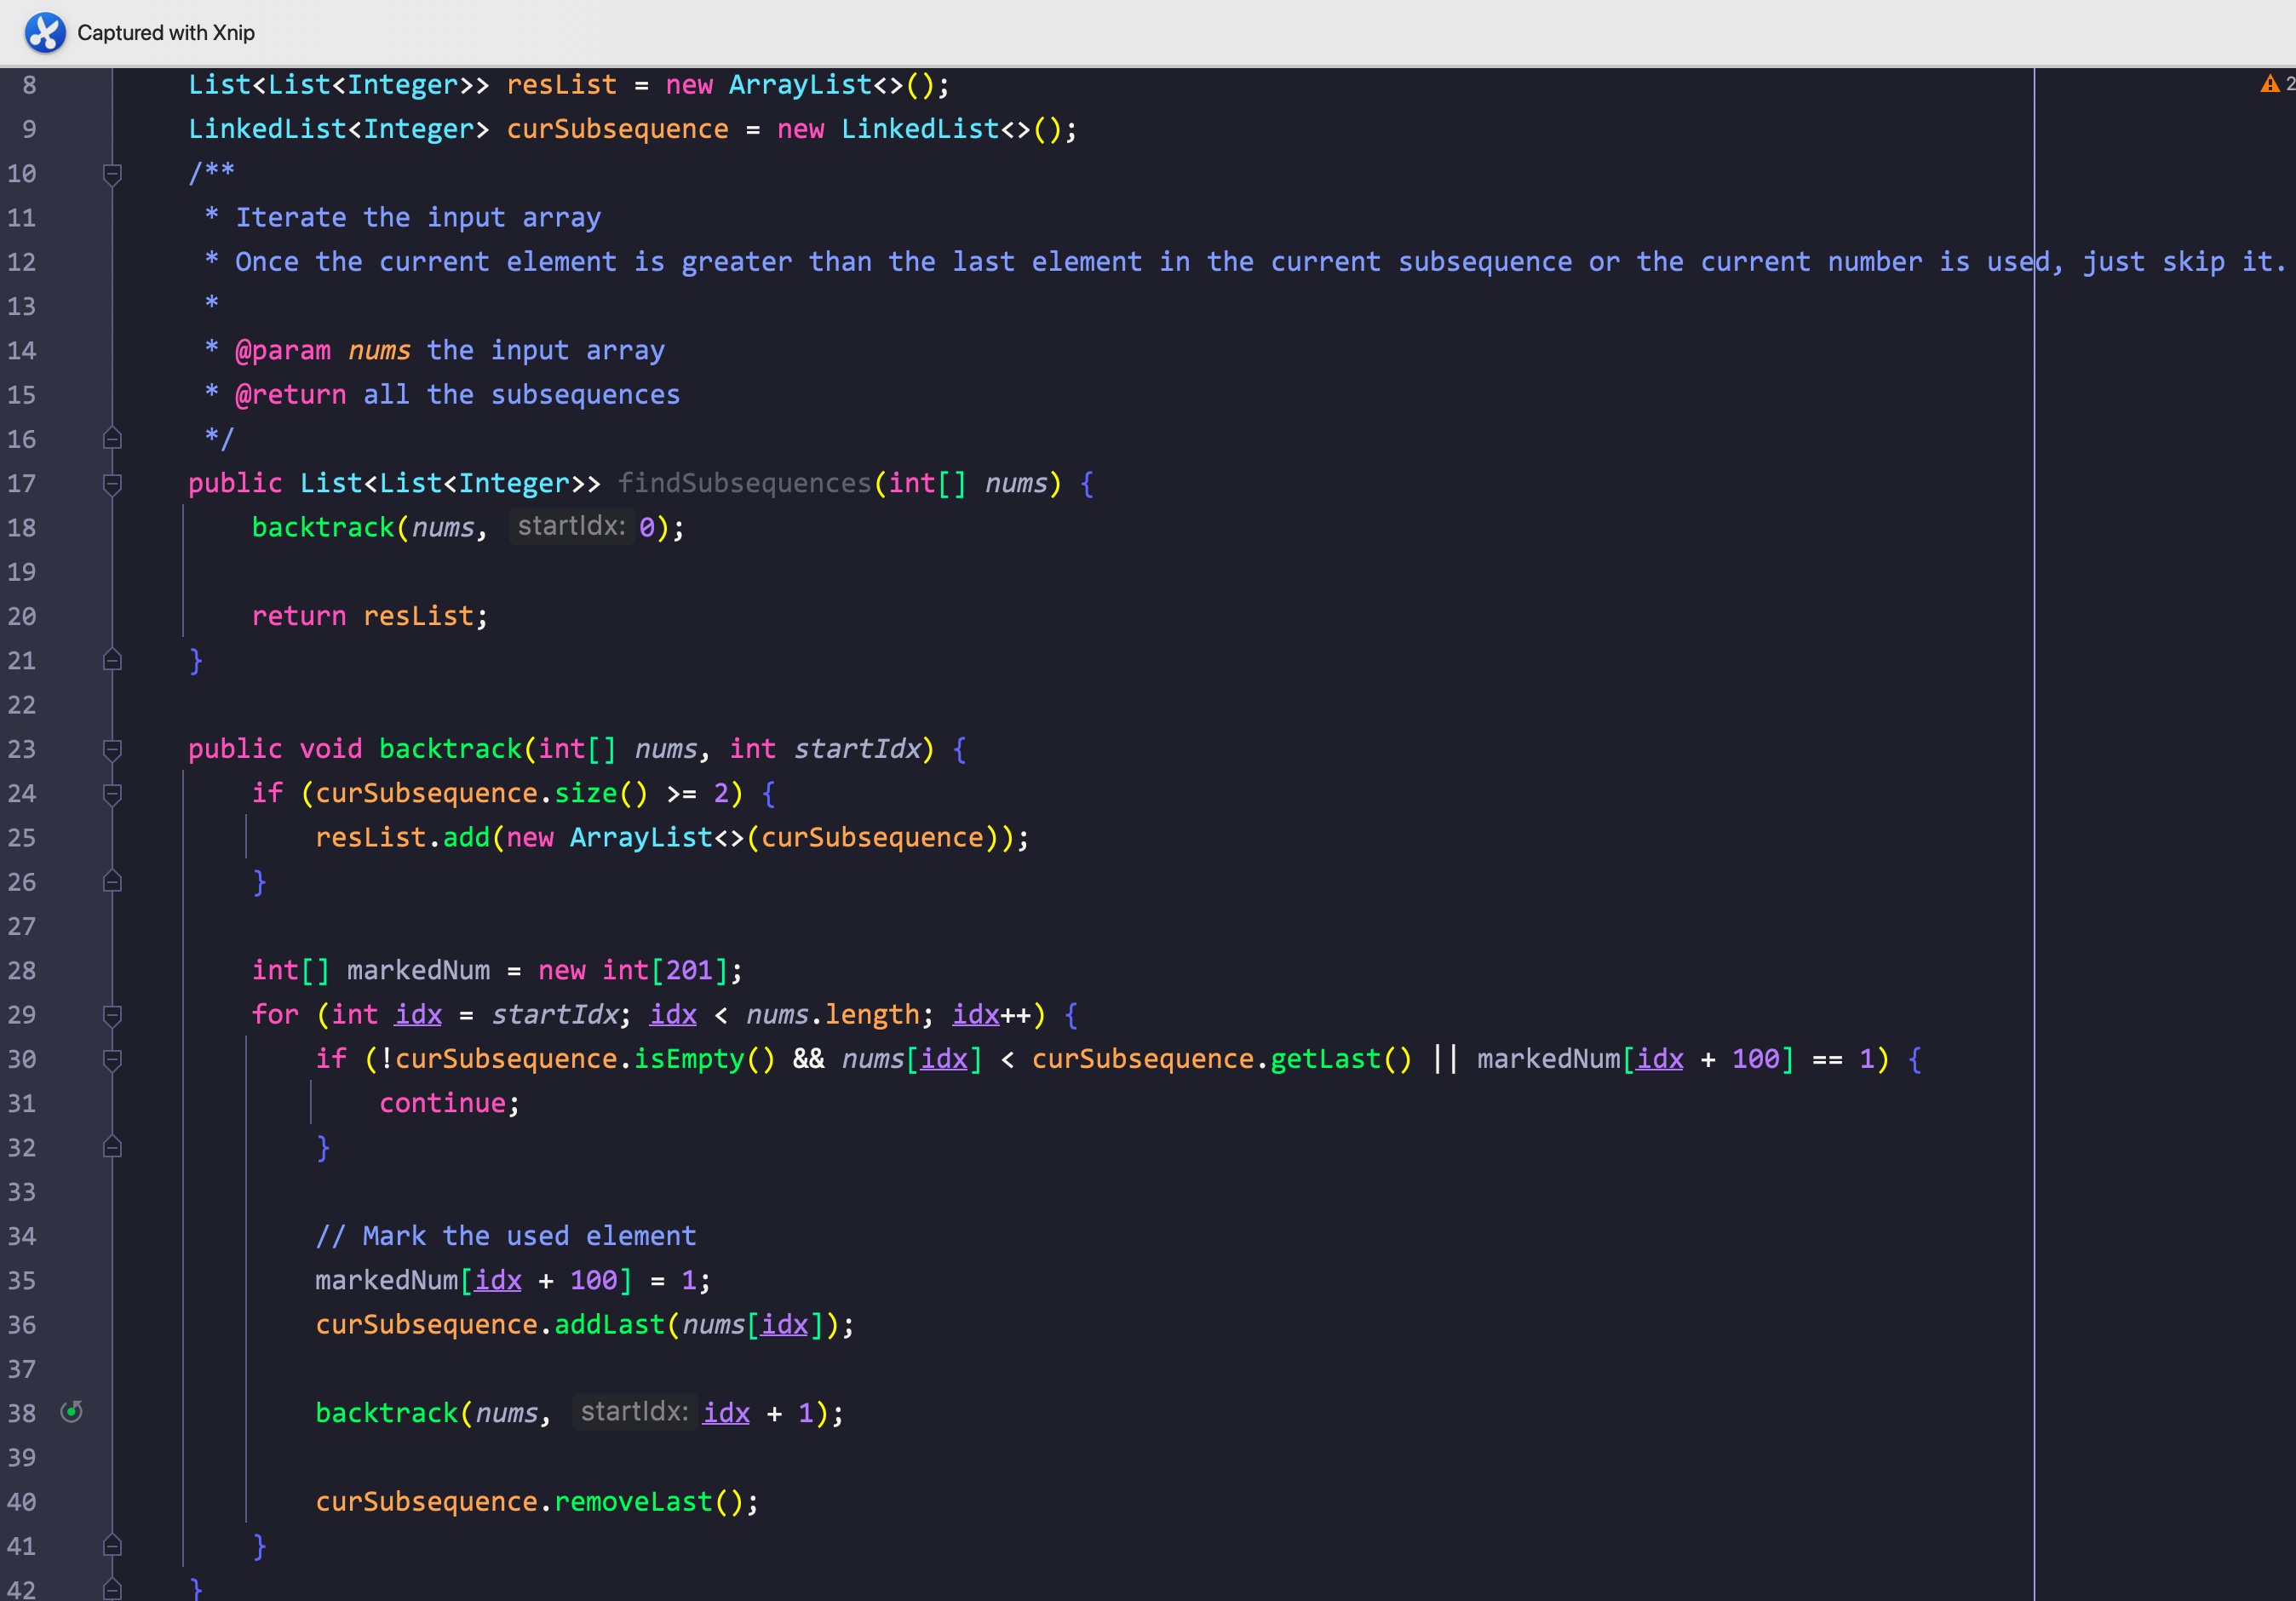 Captured with Xnip
2
8 List<List<Integer>> resList = new ArrayList<>();
9 LinkedList<Integer> curSubsequence = new LinkedList<>();
10 /**
11 * Iterate the input array
12 * Once the current element is greater than the last element in the current subsequence or the current number is used, just skip it.
13 *
14 * @param nums the input array
15 * @return all the subsequences
16 */
17 public List<List<Integer>> findSubsequences(int[] nums) {
18 backtrack(nums, startIdx: 0);
19
20 return resList;
21 }
22
23 public void backtrack(int[] nums, int startIdx) {
24 if (curSubsequence.size() >= 2) {
25 resList.add(new ArrayList<>(curSubsequence));
26 }
27
28 int[] markedNum = new int[201];
29 for (int idx = startIdx; idx < nums.length; idx++) {
30 if (!curSubsequence.isEmpty() && nums[idx] < curSubsequence.getLast() || markedNum[idx + 100] == 1) {
31 continue;
32 }
33
34 // Mark the used element
35 markedNum[idx + 100] = 1;
36 curSubsequence.addLast(nums[idx]);
37
38 backtrack(nums, startIdx: idx + 1);
39
40 curSubsequence.removeLast();
41 }
42 }